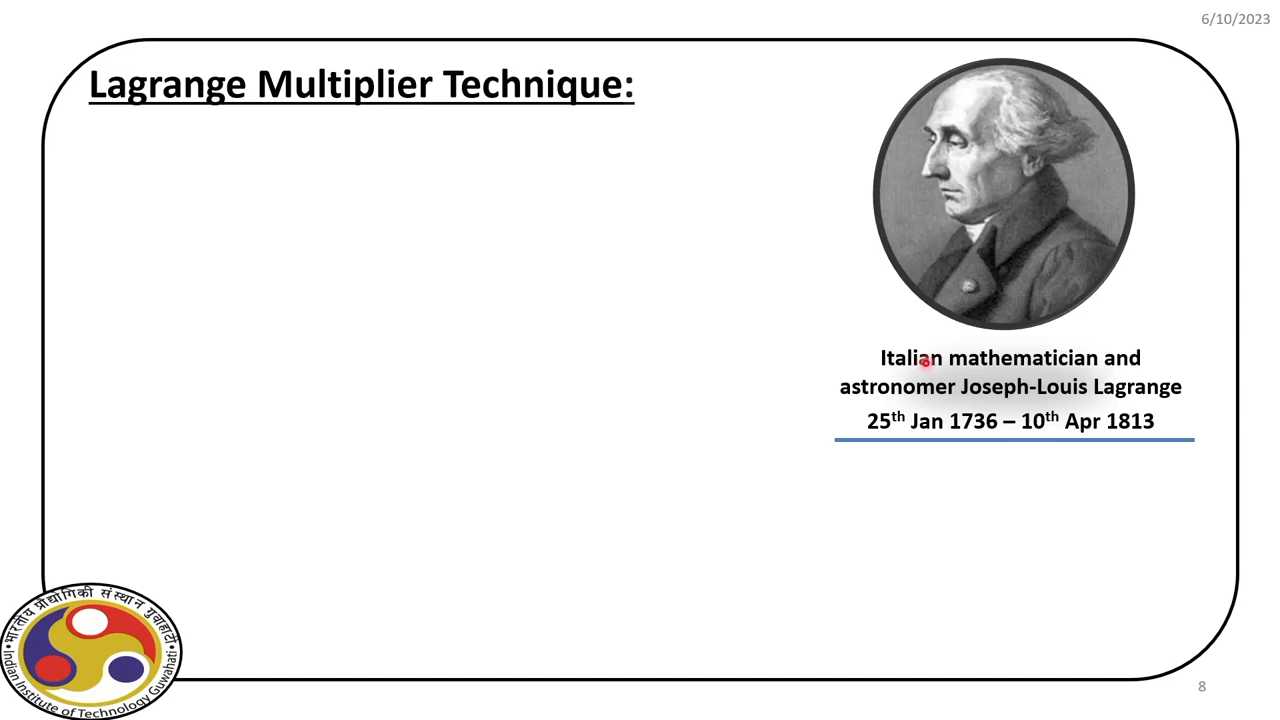 6/10/2023
Lagrange Multiplier Technique:
Italian mathematician and
astronomer Joseph-Louis Lagrange
25th Jan 1736 – 10th Apr 1813
भारतीय प्रौद्योगिकी संस्थान गुवाहाटी
Indian Institute of Technology Guwahati
8